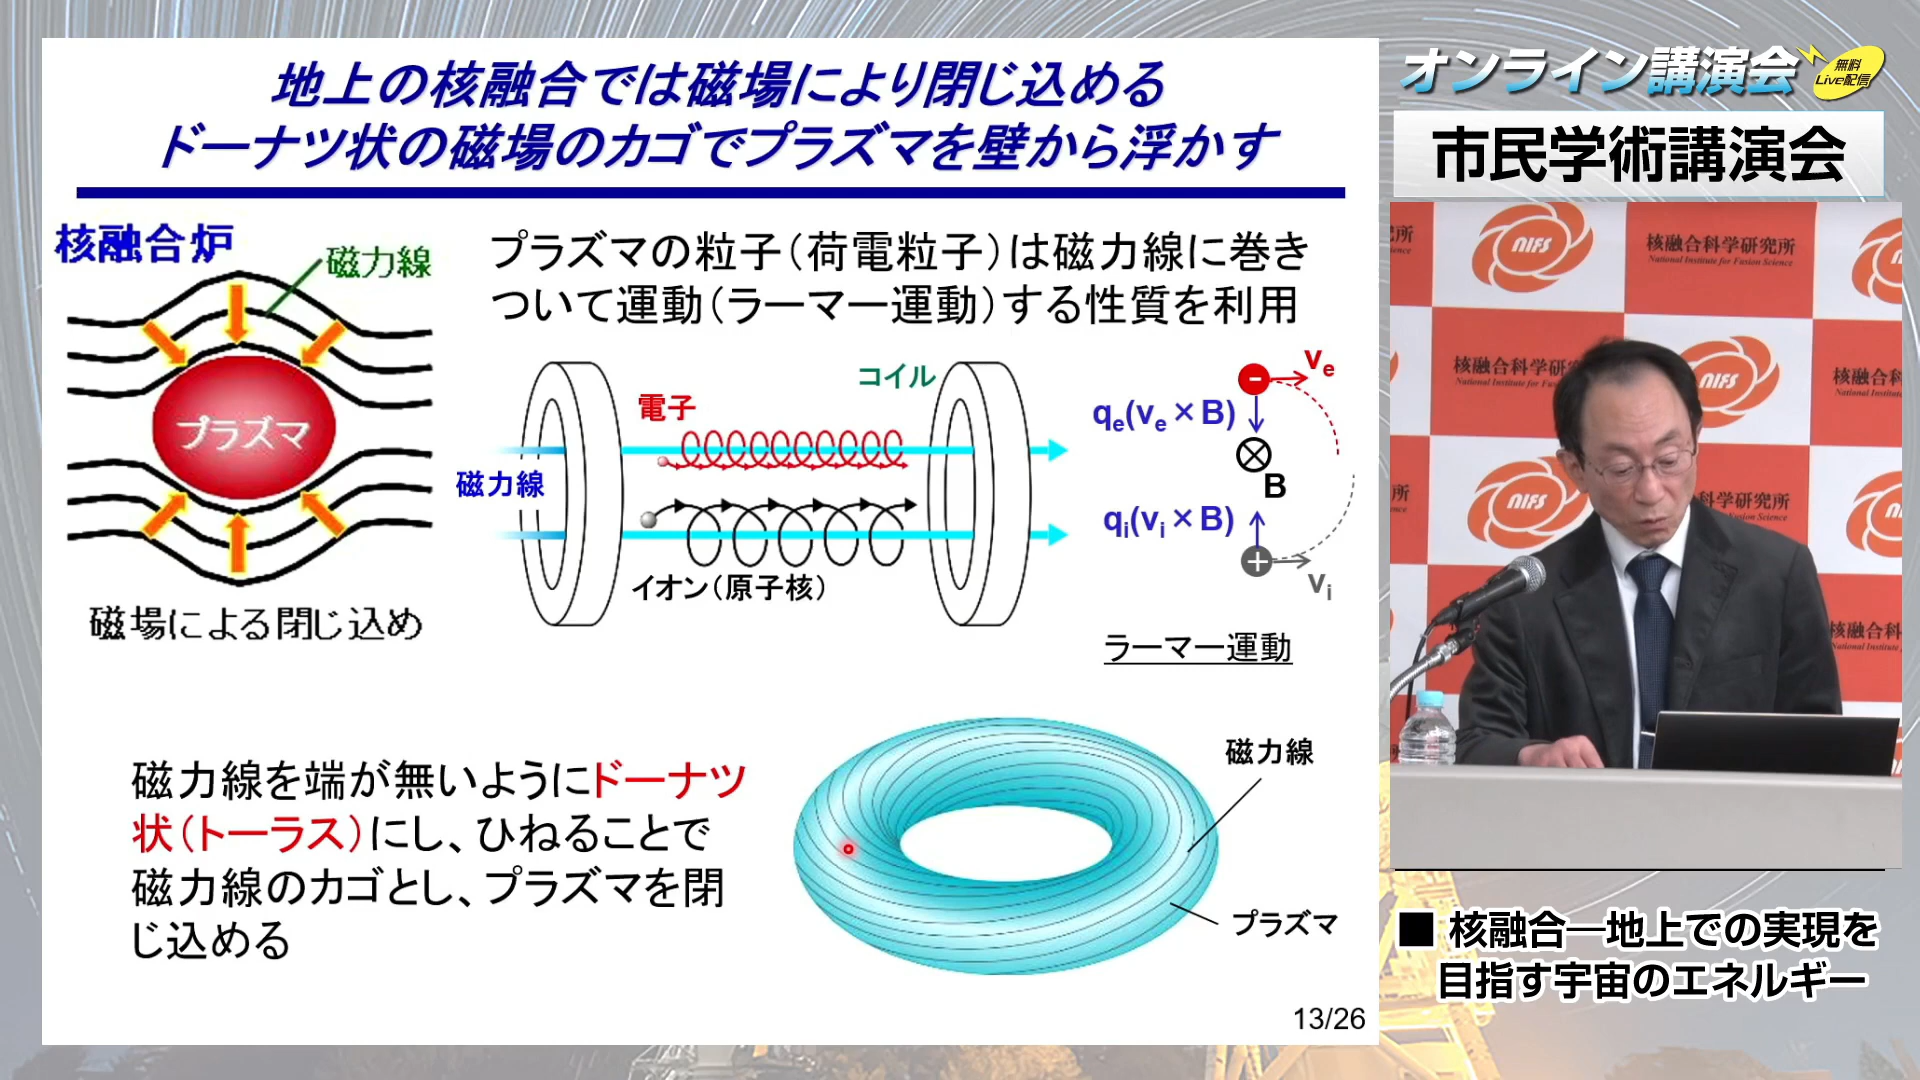 地上の核融合では磁場により閉じ込める
ドーナツ状の磁場のカゴでプラズマを壁から浮かす
核融合炉
磁力線
プラズマ
磁場による閉じ込め
プラズマの粒子（荷電粒子）は磁力線に巻き
ついて運動（ラーマー運動）する性質を利用
コイル
電子
磁力線
イオン（原子核）
ve
qe(ve×B)
B
qi(vi×B)
vi
ラーマー運動
磁力線を端が無いようにドーナツ
状（トーラス）にし、ひねることで
磁力線のカゴとし、プラズマを閉
じ込める
磁力線
プラズマ
13/26
オンライン講演会
無料
Live配信
市民学術講演会
NIFS
核融合科学研究所
National Institute for Fusion Science
NIFS
NIFS
■ 核融合―地上での実現を
目指す宇宙のエネルギー